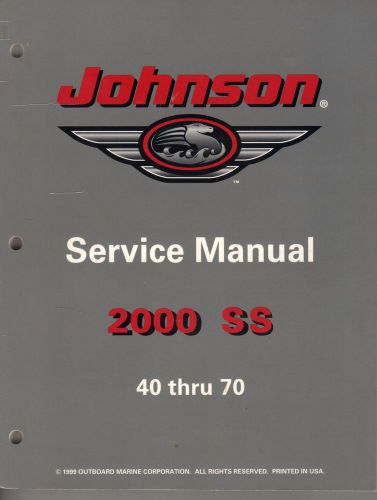 Johnson®
™
Service Manual
2000 SS
40 thru 70
© 1999 OUTBOARD MARINE CORPORATION. ALL RIGHTS RESERVED. PRINTED IN USA.